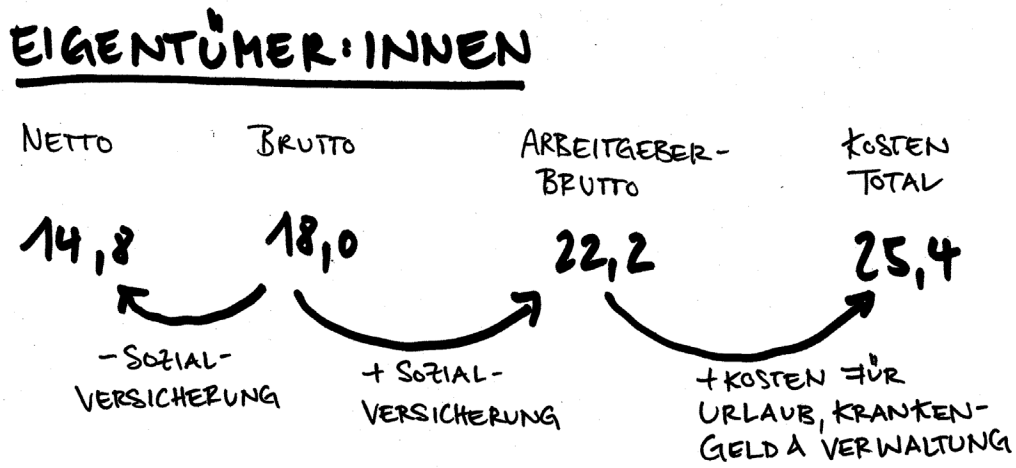 EIGENTÜMER:INNEN
NETTO BRUTTO ARBEITGEBER-
BRUTTO
KOSTEN
TOTAL
14,8 18,0 22,2 25,4
- SOZIAL-
VERSICHERUNG
+ SOZIAL-
VERSICHERUNG
+ KOSTEN FÜR
URLAUB, KRANKEN-
GELD & VERWALTUNG